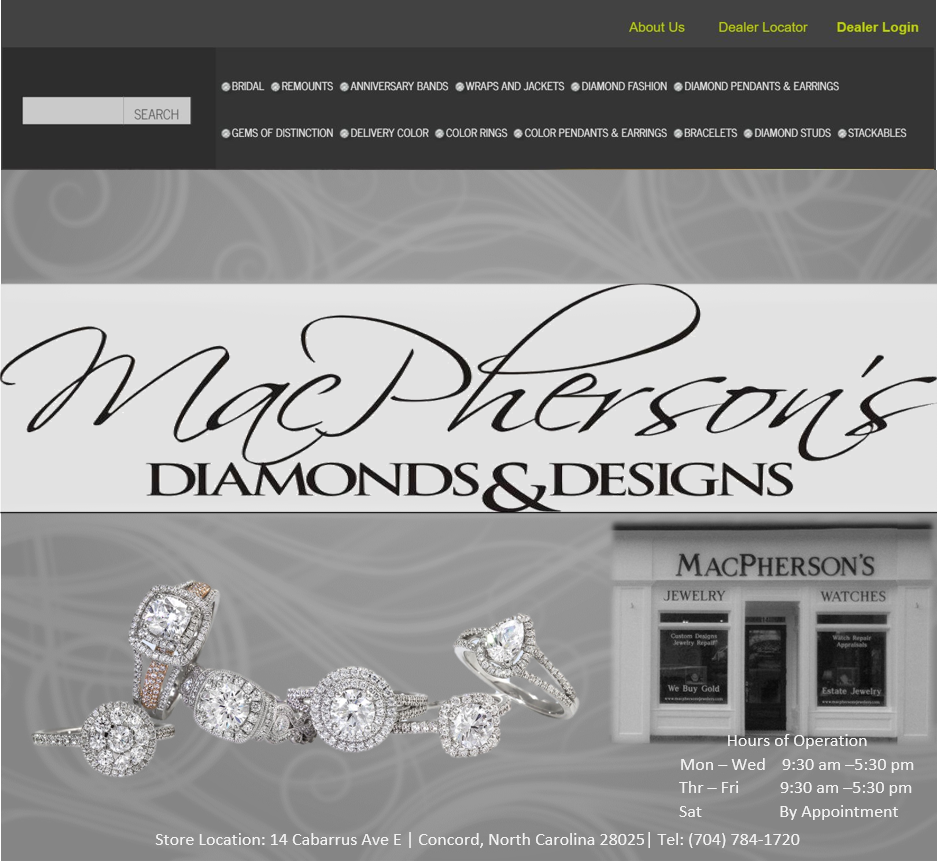 About Us Dealer Locator Dealer Login
SEARCH
BRIDAL REMOUNTS ANNIVERSARY BANDS WRAPS AND JACKETS DIAMOND FASHION DIAMOND PENDANTS & EARRINGS
GEMS OF DISTINCTION DELIVERY COLOR COLOR RINGS COLOR PENDANTS & EARRINGS BRACELETS DIAMOND STUDS STACKABLES
MacPherson's
DIAMONDS & DESIGNS
MACPHERSON'S
JEWELRY WATCHES
Custom Designs
Jewelry Repair
We Buy Gold
Watch Repair
Appraisals
Estate Jewelry
Hours of Operation
Mon – Wed 9:30 am –5:30 pm
Thr – Fri 9:30 am –5:30 pm
Sat By Appointment
Store Location: 14 Cabarrus Ave E | Concord, North Carolina 28025| Tel: (704) 784-1720